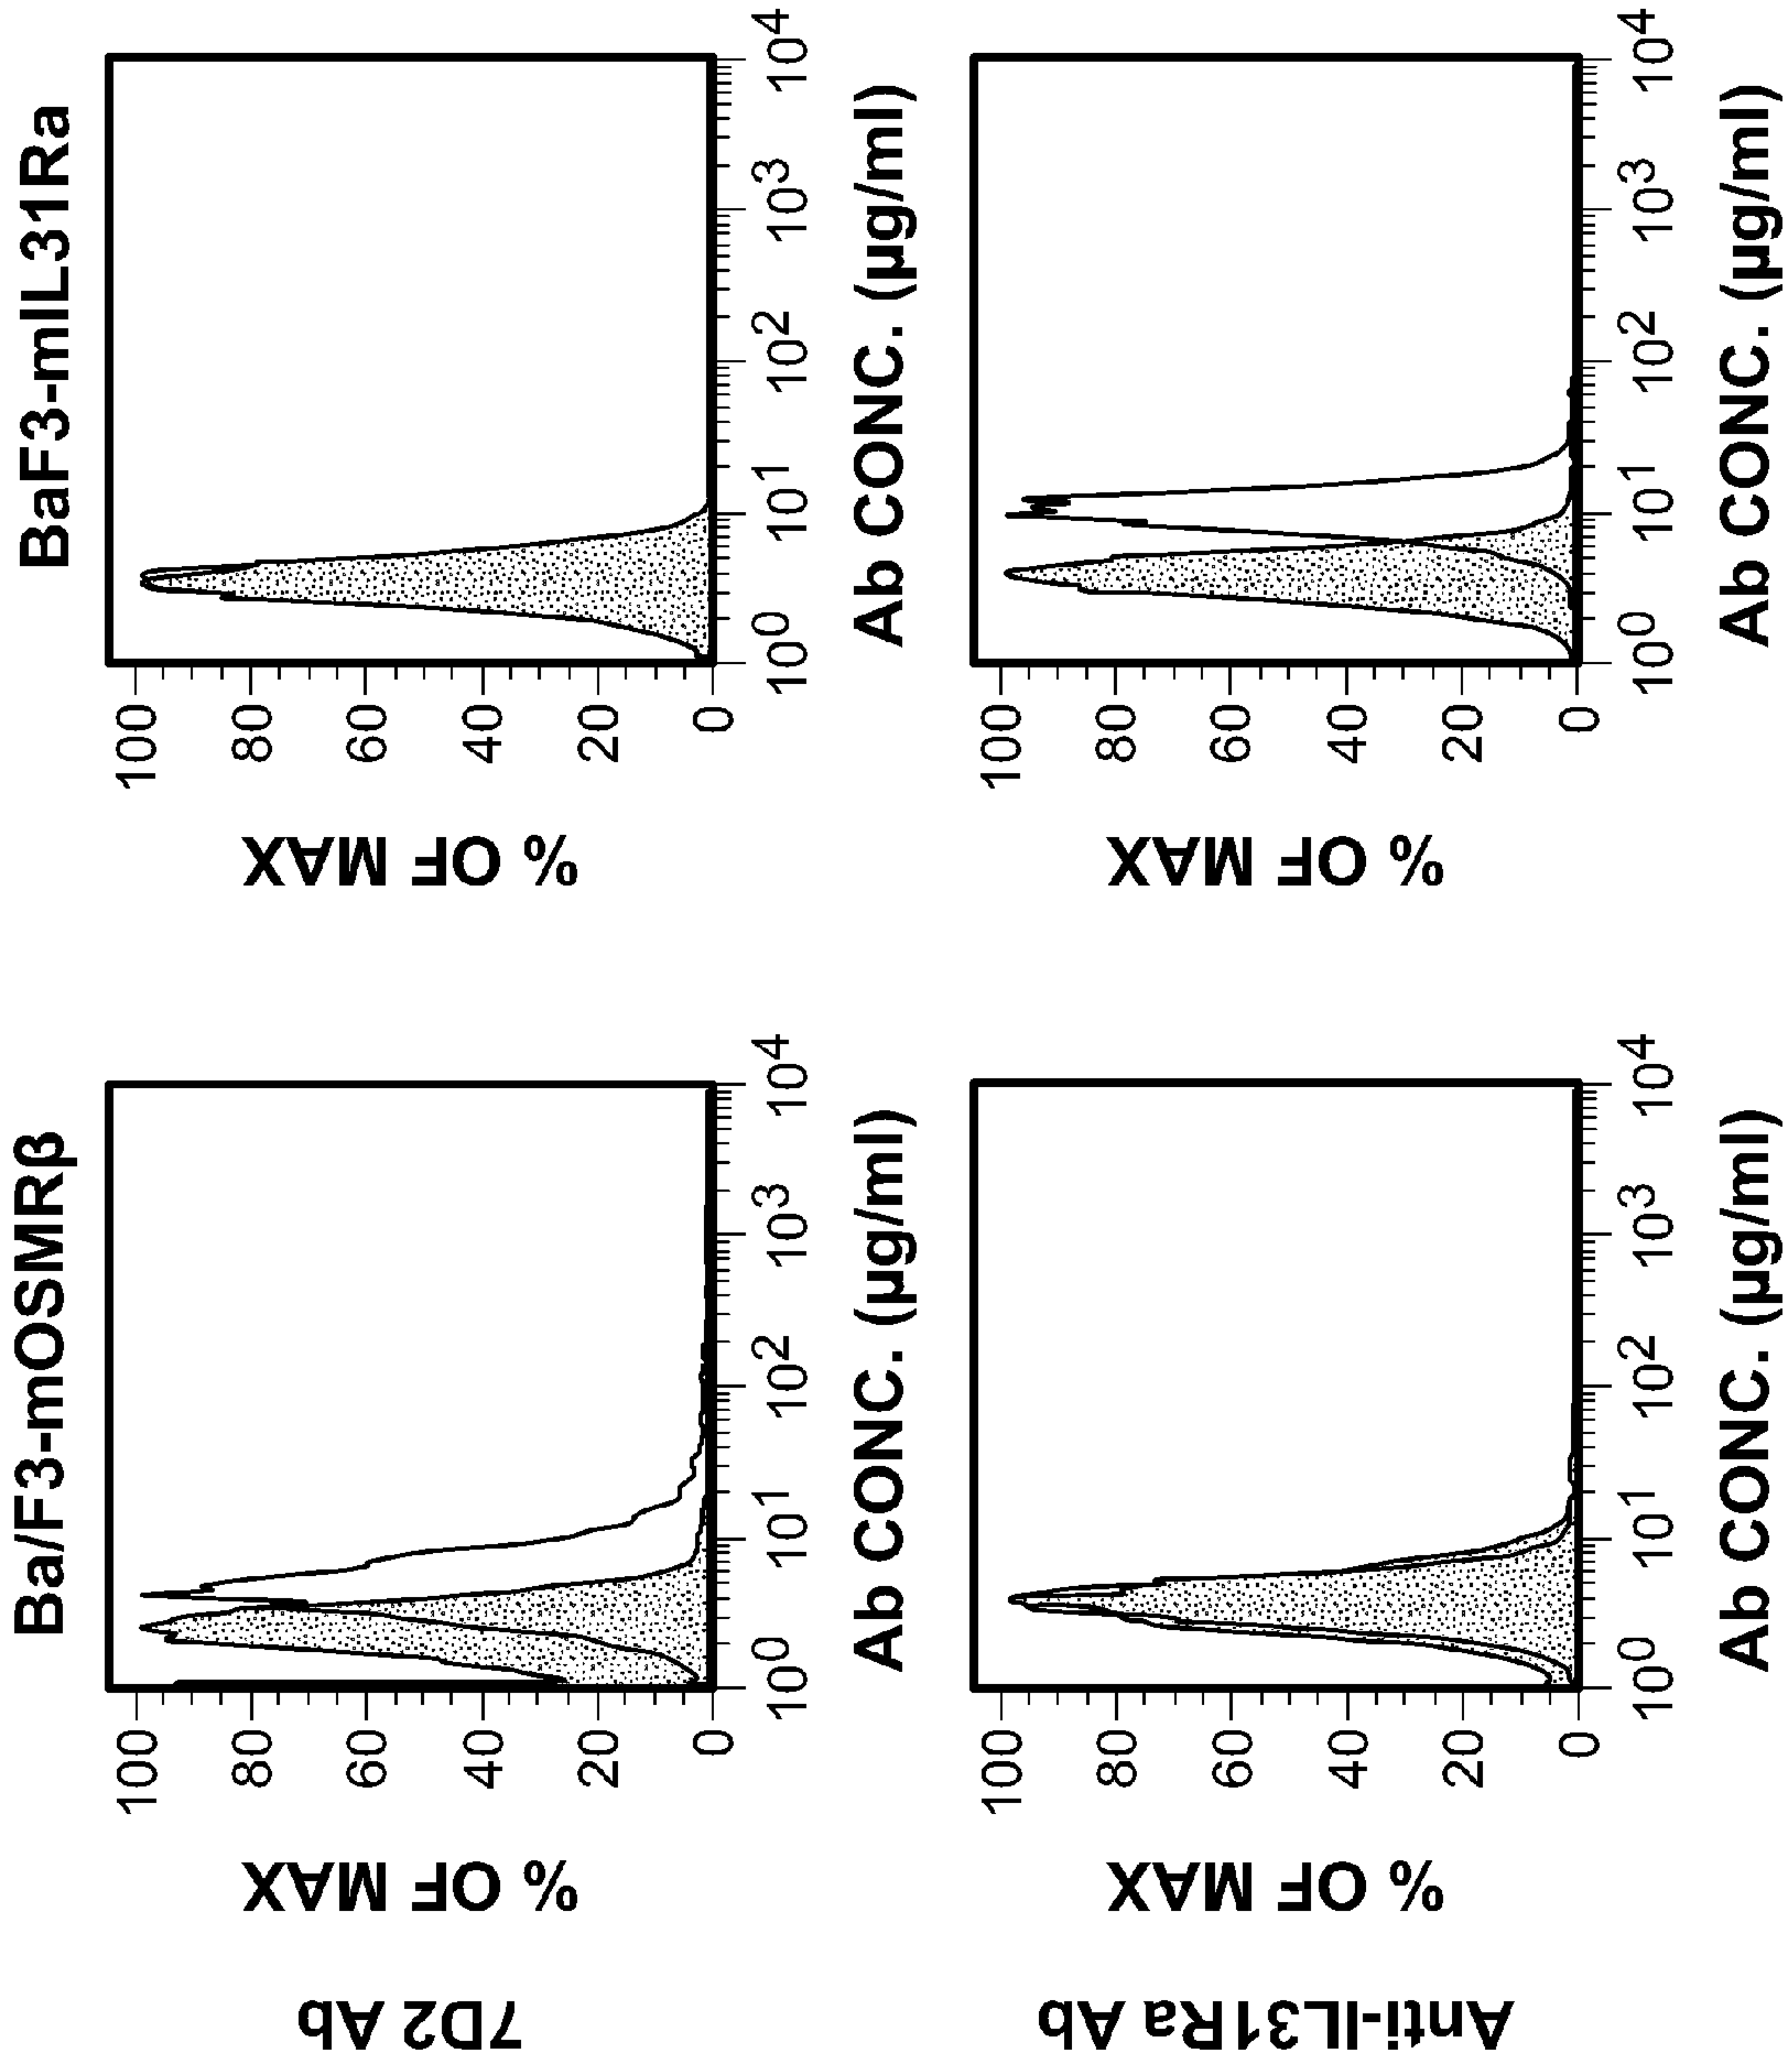 Ba/F3-mOSMRβ
BaF3-mIL31Ra
7D2 Ab
% OF MAX
100
80
60
40
20
0
10⁰ 10¹ 10² 10³ 10⁴
Ab CONC. (µg/ml)
% OF MAX
100
80
60
40
20
0
10⁰ 10¹ 10² 10³ 10⁴
Ab CONC. (µg/ml)
Anti-IL31Ra Ab
% OF MAX
100
80
60
40
20
0
10⁰ 10¹ 10² 10³ 10⁴
Ab CONC. (µg/ml)
% OF MAX
100
80
60
40
20
0
10⁰ 10¹ 10² 10³ 10⁴
Ab CONC. (µg/ml)